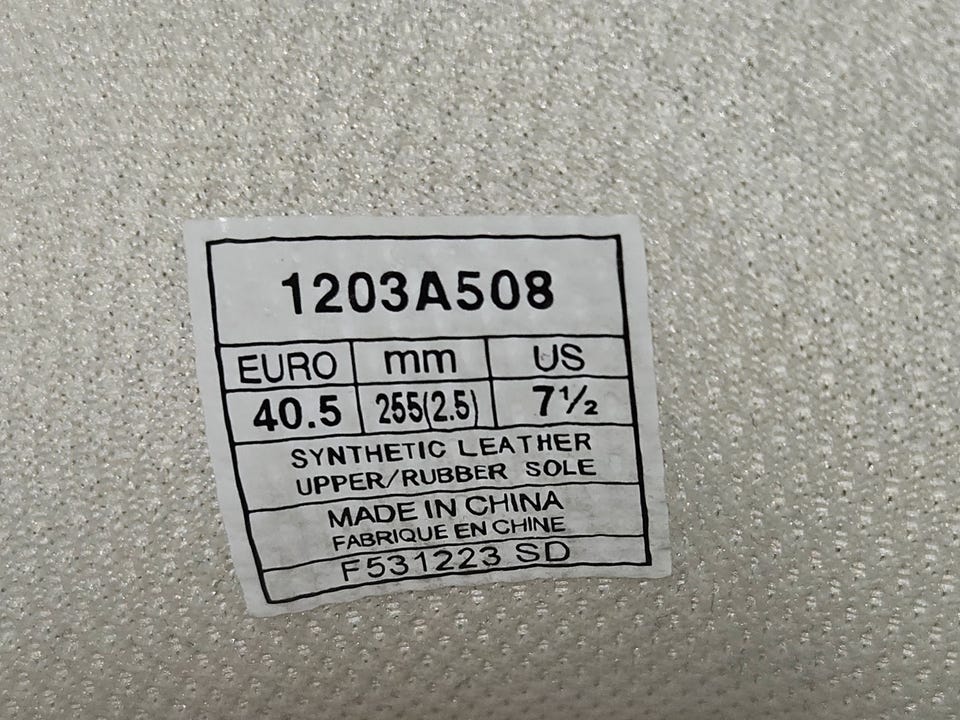 1203A508
EURO mm US
40.5 255(2.5) 7½
SYNTHETIC LEATHER
UPPER/RUBBER SOLE
MADE IN CHINA
FABRIQUE EN CHINE
F531223 SD